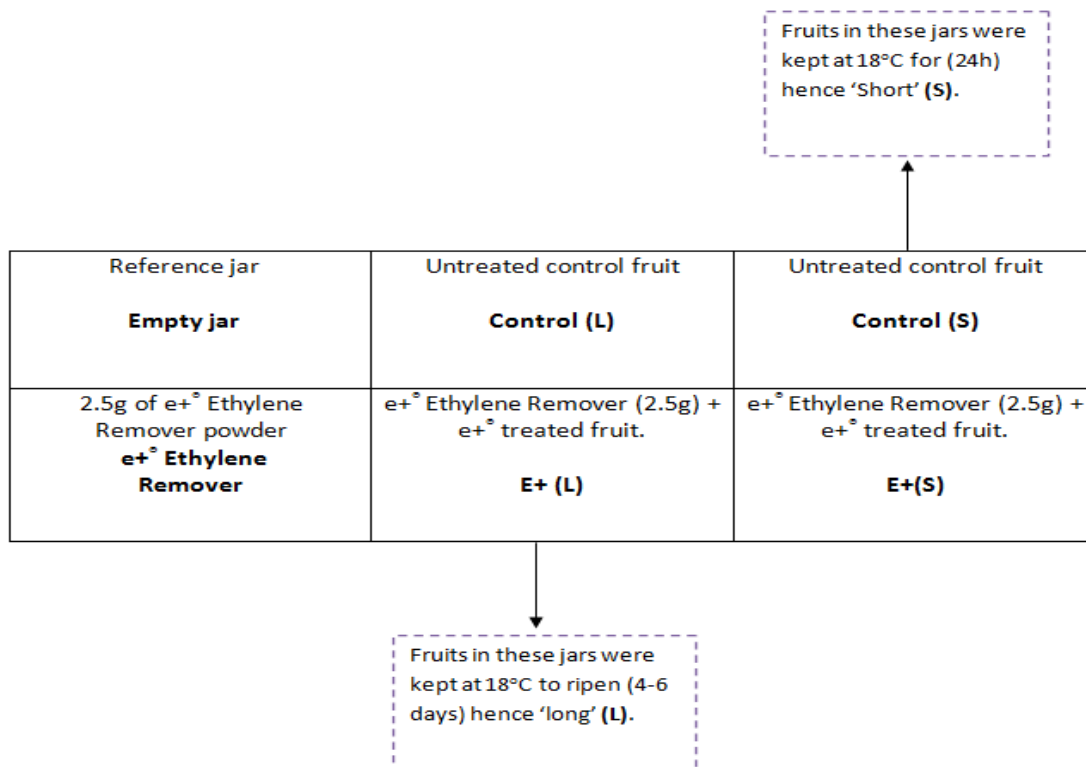 Fruits in these jars were
kept at 18°C for (24h)
hence ‘Short’ (S).
Reference jar
Empty jar
Untreated control fruit
Control (L)
Untreated control fruit
Control (S)
2.5g of e+® Ethylene
Remover powder
e+® Ethylene
Remover
e+® Ethylene Remover (2.5g) +
e+® treated fruit.
E+ (L)
e+® Ethylene Remover (2.5g) +
e+® treated fruit.
E+(S)
Fruits in these jars were
kept at 18°C to ripen (4-6
days) hence ‘long’ (L).